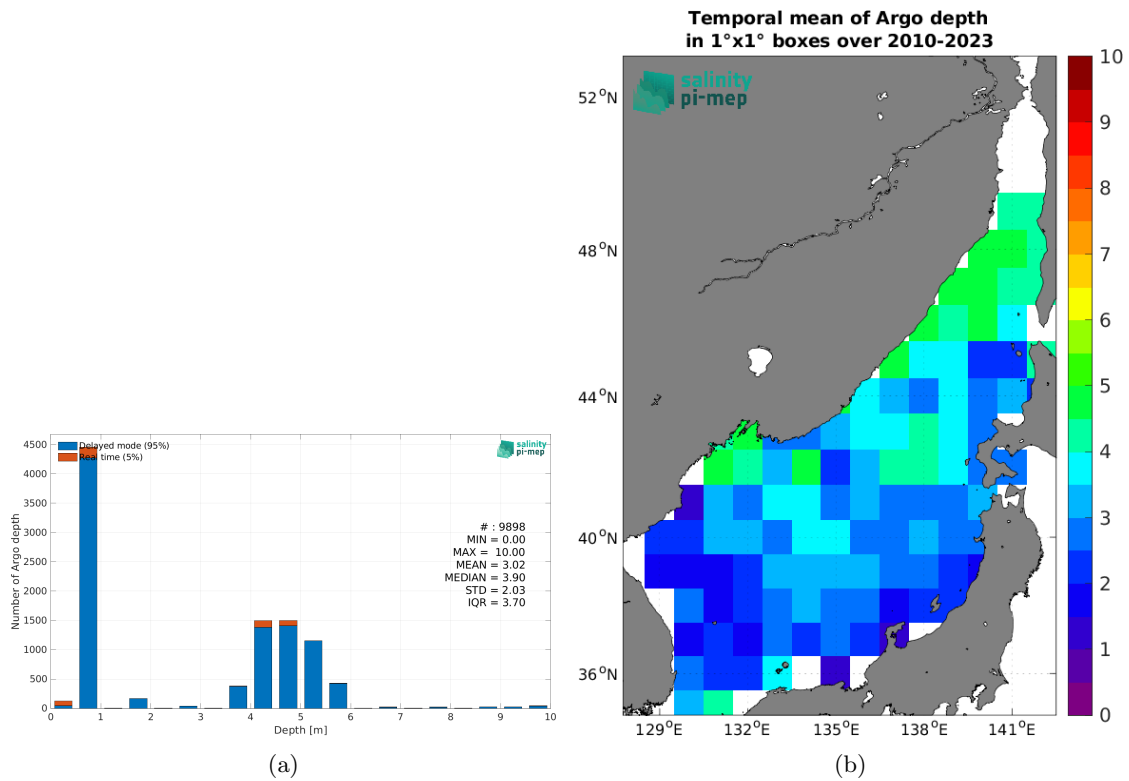 4500
4000
3500
3000
2500
2000
1500
1000
500
0
Number of Argo depth
Delayed mode (95%)
Real time (5%)
salinity
pi-mep
# : 9898
MIN = 0.00
MAX = 10.00
MEAN = 3.02
MEDIAN = 3.90
STD = 2.03
IQR = 3.70
0 1 2 3 4 5 6 7 8 9 10
Depth [m]
(a)
Temporal mean of Argo depth
in 1°x1° boxes over 2010-2023
salinity
pi-mep
52°N
48°N
44°N
40°N
36°N
129°E 132°E 135°E 138°E 141°E
10
9
8
7
6
5
4
3
2
1
0
(b)